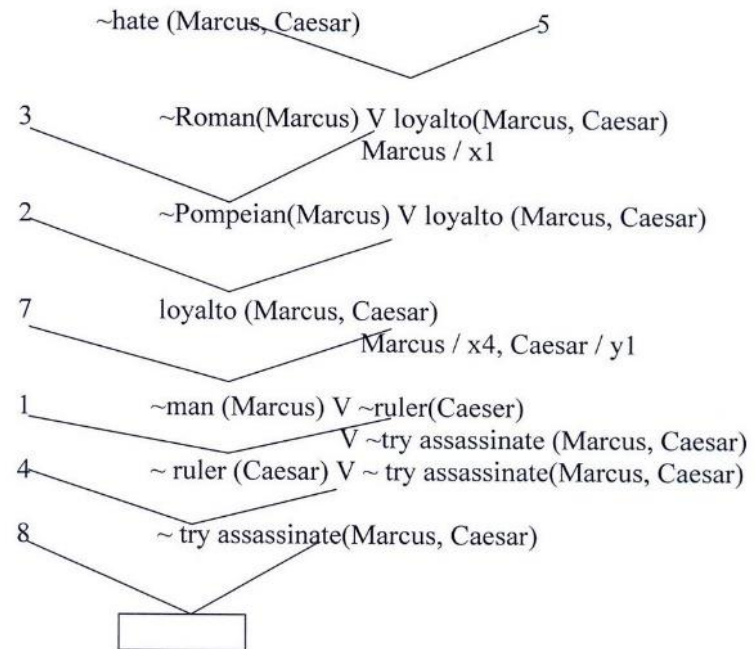 ~hate (Marcus, Caesar) 5
3 ~Roman(Marcus) V loyalto(Marcus, Caesar)
Marcus / x1
2 ~Pompeian(Marcus) V loyalto (Marcus, Caesar)
7 loyalto (Marcus, Caesar)
Marcus / x4, Caesar / y1
1 ~man (Marcus) V ~ruler(Caeser)
V ~try assassinate (Marcus, Caesar)
4 ~ ruler (Caesar) V ~ try assassinate(Marcus, Caesar)
8 ~ try assassinate(Marcus, Caesar)